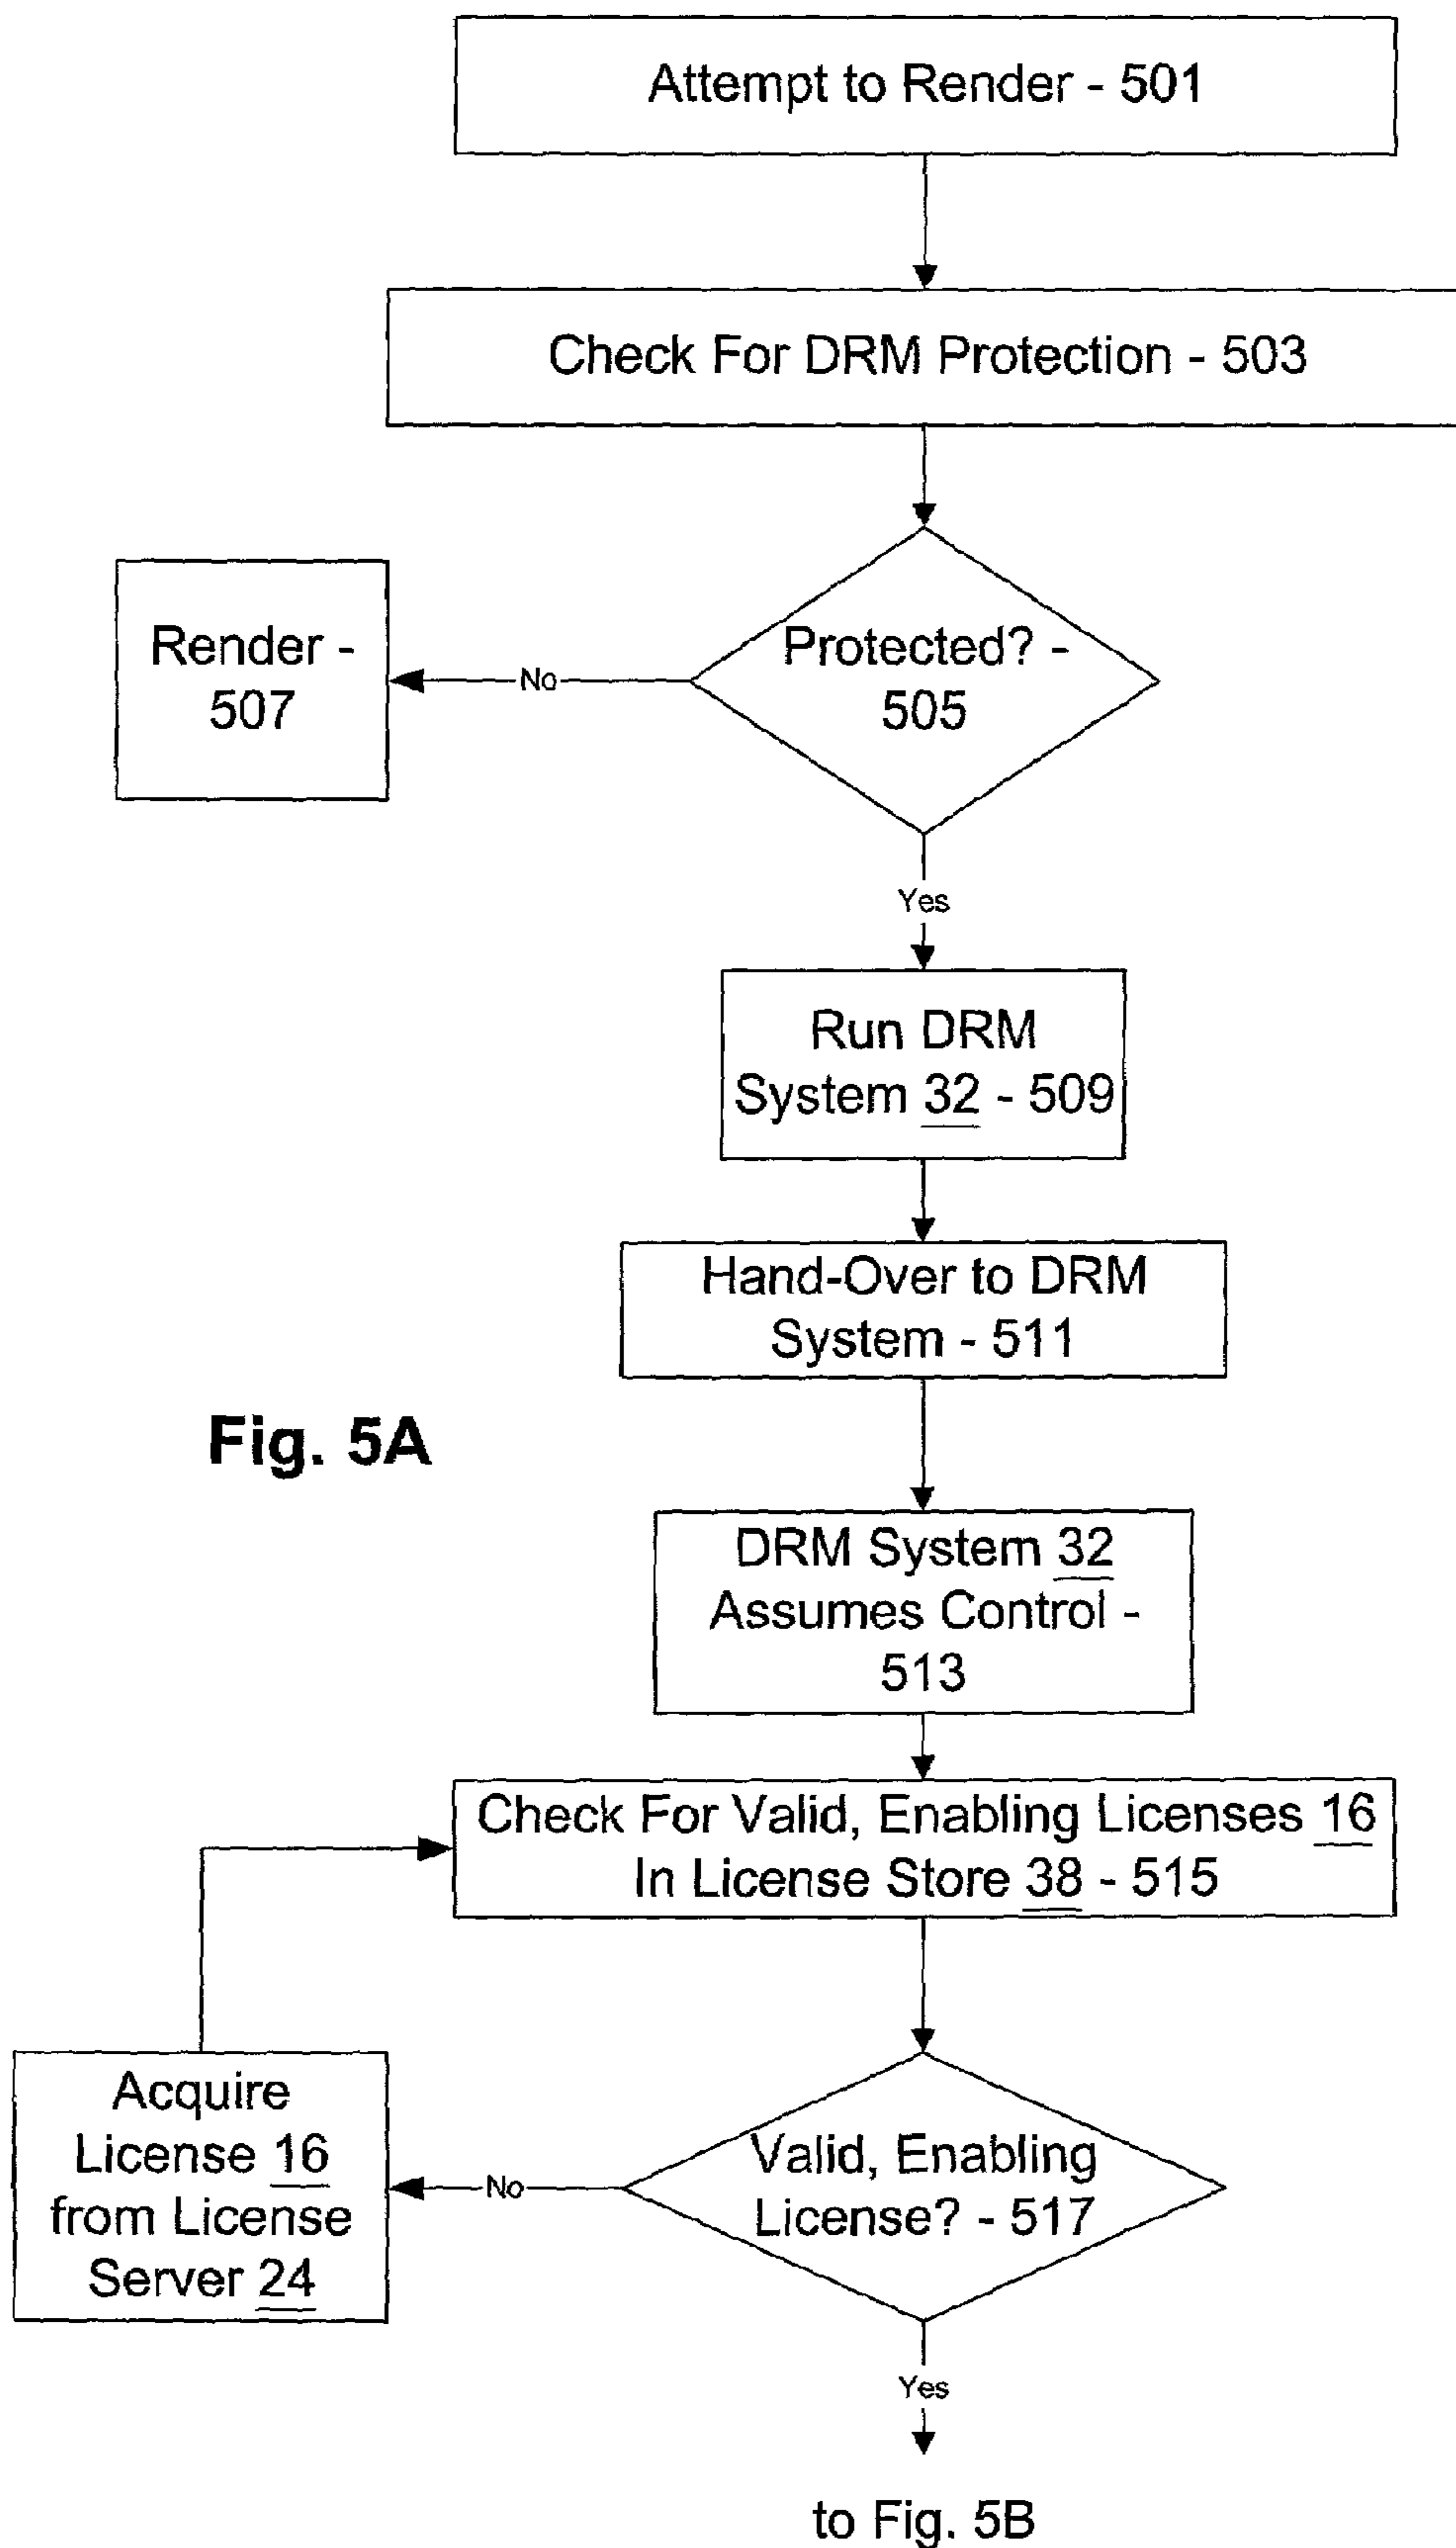 Attempt to Render - 501
Check For DRM Protection - 503
Protected? -
505
No
Render -
507
Yes
Run DRM
System 32 - 509
Hand-Over to DRM
System - 511
Fig. 5A
DRM System 32
Assumes Control -
513
Check For Valid, Enabling Licenses 16
In License Store 38 - 515
Valid, Enabling
License? - 517
No
Acquire
License 16
from License
Server 24
Yes
to Fig. 5B